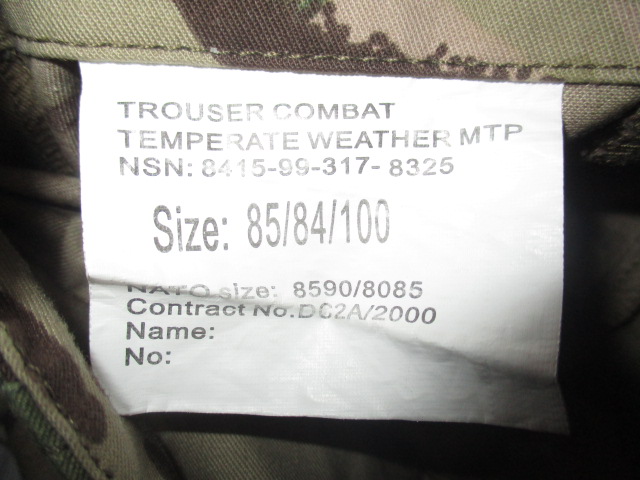 TROUSER COMBAT
TEMPERATE WEATHER MTP
NSN: 8415-99-317- 8325
Size: 85/84/100
NATO size: 8590/8085
Contract No.DC2A/2000
Name:
No: